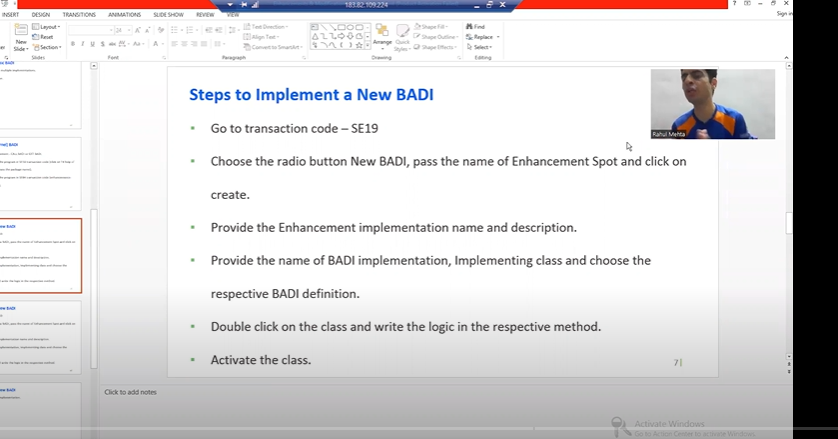 183.82.109.224
INSERT DESIGN TRANSITIONS ANIMATIONS SLIDE SHOW REVIEW VIEW
Sign in
New
Slide
Layout
Reset
Section
Text Direction
Align Text
Convert to SmartArt
Arrange
Quick
Styles
Shape Fill
Shape Outline
Shape Effects
Find
Replace
Select
Slides Font Paragraph Drawing Editing
Steps to Implement a New BADI
Rahul Mehta
▪ Go to transaction code – SE19
▪ Choose the radio button New BADI, pass the name of Enhancement Spot and click on
create.
▪ Provide the Enhancement implementation name and description.
▪ Provide the name of BADI implementation, Implementing class and choose the
respective BADI definition.
▪ Double click on the class and write the logic in the respective method.
▪ Activate the class.
7
Click to add notes
Activate Windows
Go to Action Center to activate Windows.